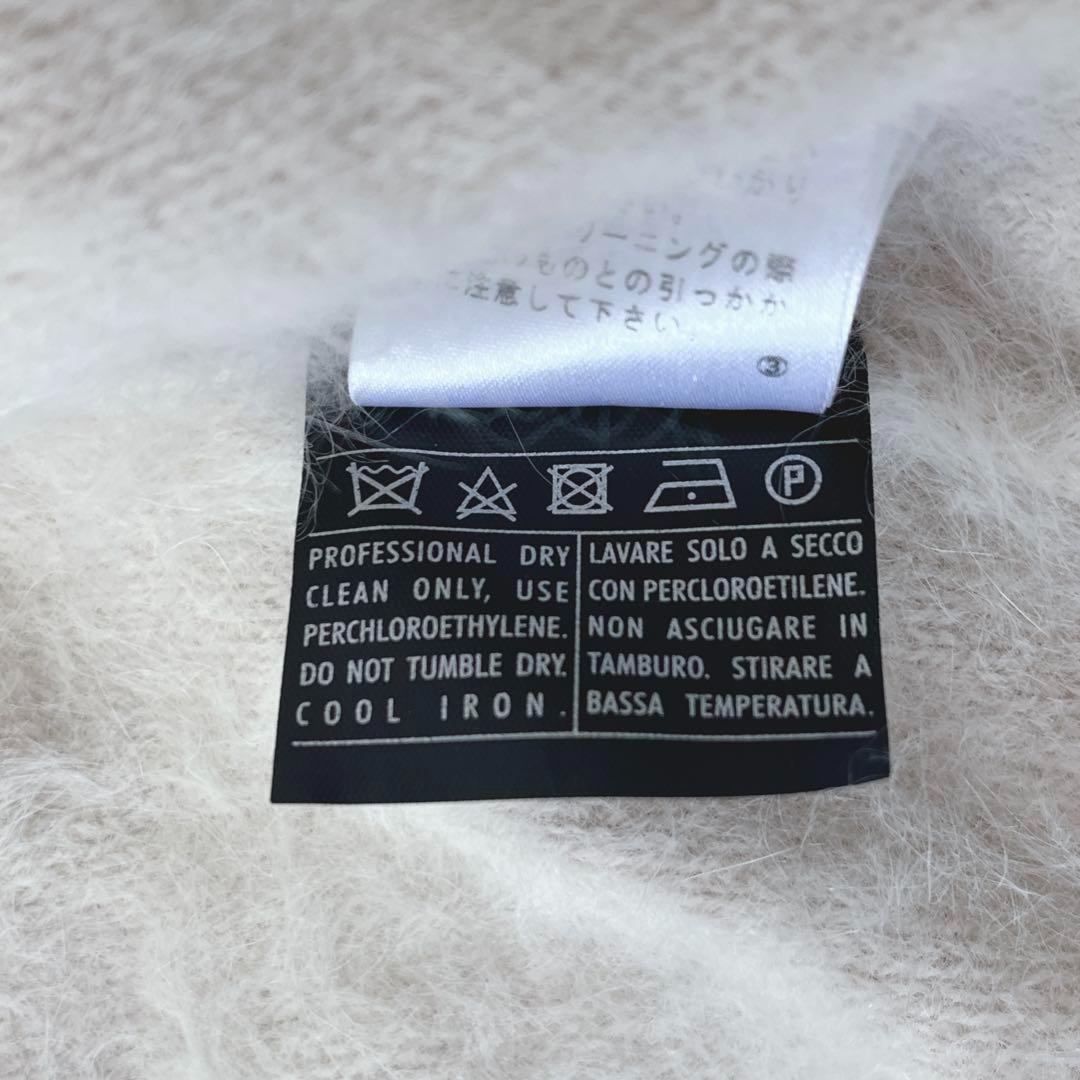 かり
リーニングの際
ものとの引っかか
注意して下さい。
③
P
PROFESSIONAL DRY
CLEAN ONLY, USE
PERCHLOROETHYLENE.
DO NOT TUMBLE DRY.
COOL IRON.
LAVARE SOLO A SECCO
CON PERCLOROETILENE.
NON ASCIUGARE IN
TAMBURO. STIRARE A
BASSA TEMPERATURA.